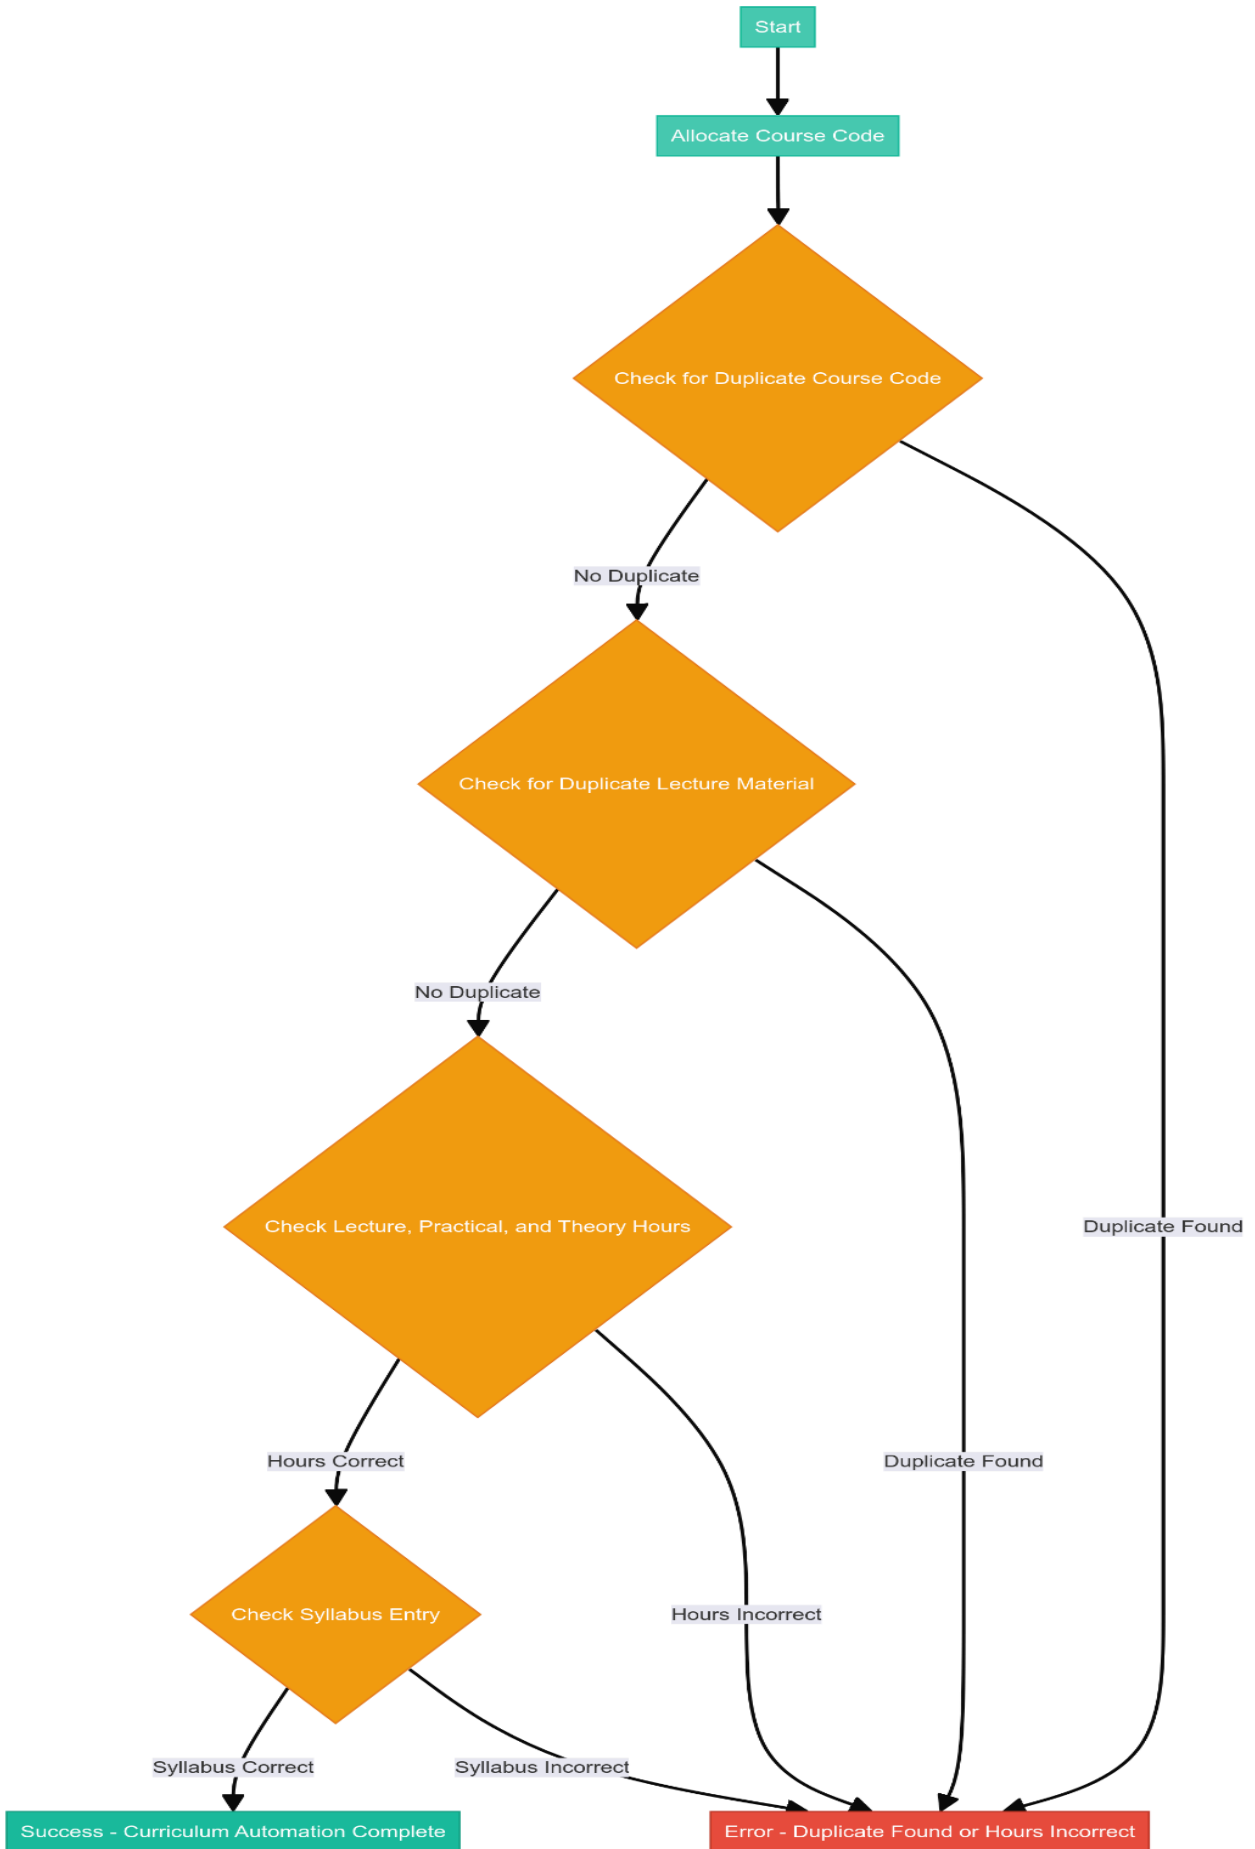 Start
Allocate Course Code
Check for Duplicate Course Code
No Duplicate
Check for Duplicate Lecture Material
No Duplicate
Check Lecture, Practical, and Theory Hours
Duplicate Found
Hours Correct
Duplicate Found
Check Syllabus Entry
Hours Incorrect
Syllabus Correct
Syllabus Incorrect
Success - Curriculum Automation Complete
Error - Duplicate Found or Hours Incorrect